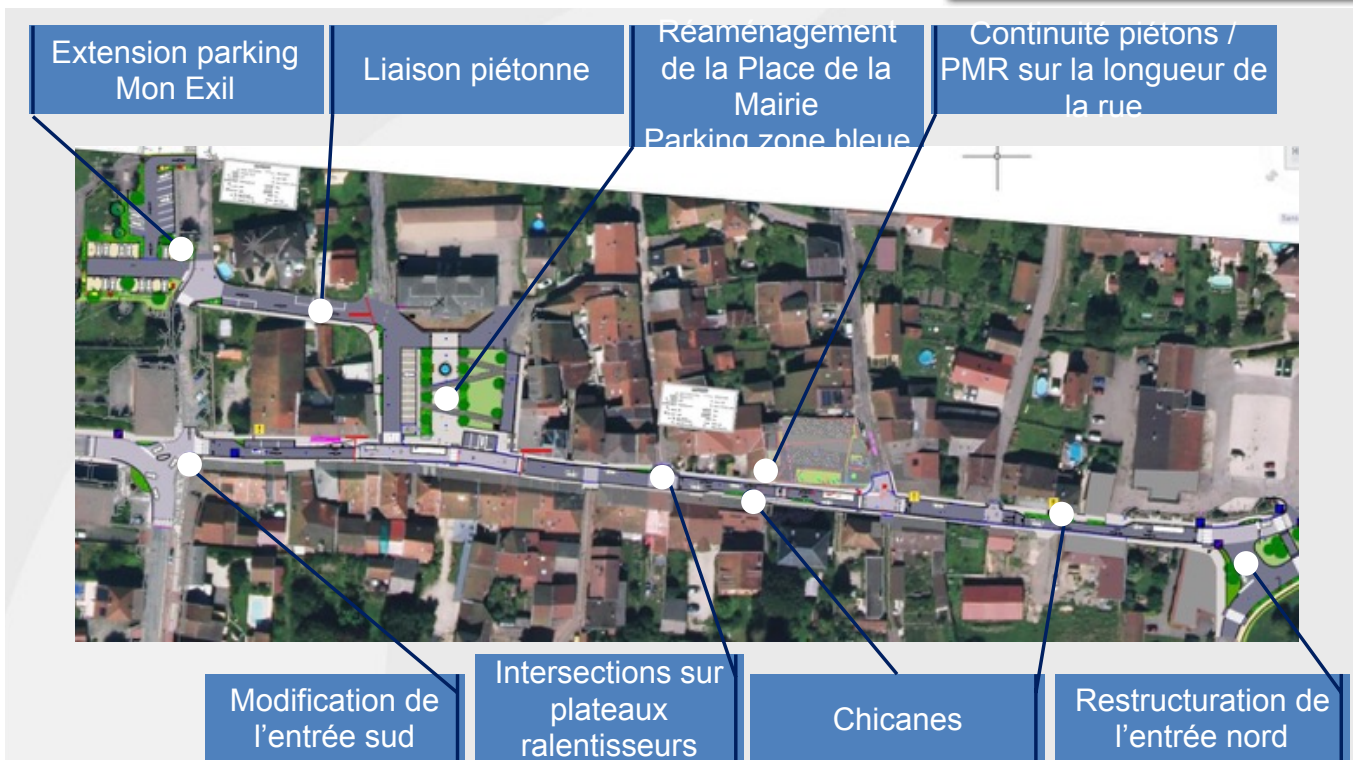 Extension parking
Mon Exil
Liaison piétonne
Réaménagement
de la Place de la
Mairie
Parking zone bleue
Continuité piétons /
PMR sur la longueur de
la rue
Modification de
l’entrée sud
Intersections sur
plateaux
ralentisseurs
Chicanes
Restructuration de
l’entrée nord